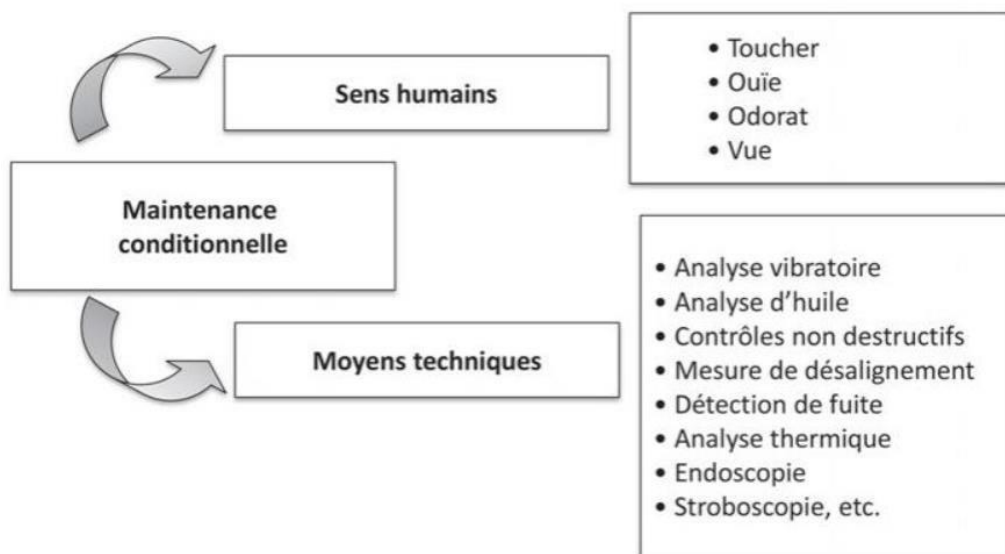 Sens humains
• Toucher
• Ouïe
• Odorat
• Vue
Maintenance
conditionnelle
Moyens techniques
• Analyse vibratoire
• Analyse d’huile
• Contrôles non destructifs
• Mesure de désalignement
• Détection de fuite
• Analyse thermique
• Endoscopie
• Stroboscopie, etc.